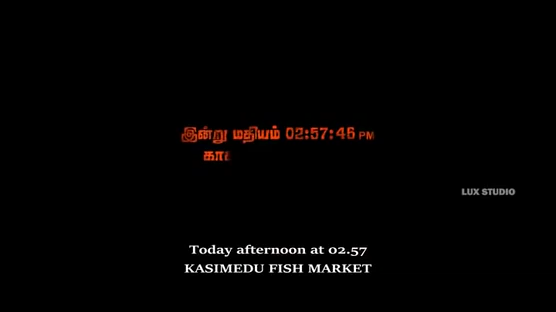 இன்று மதியம் 02:57:46 PM
LUX STUDIO
Today afternoon at 02.57
KASIMEDU FISH MARKET